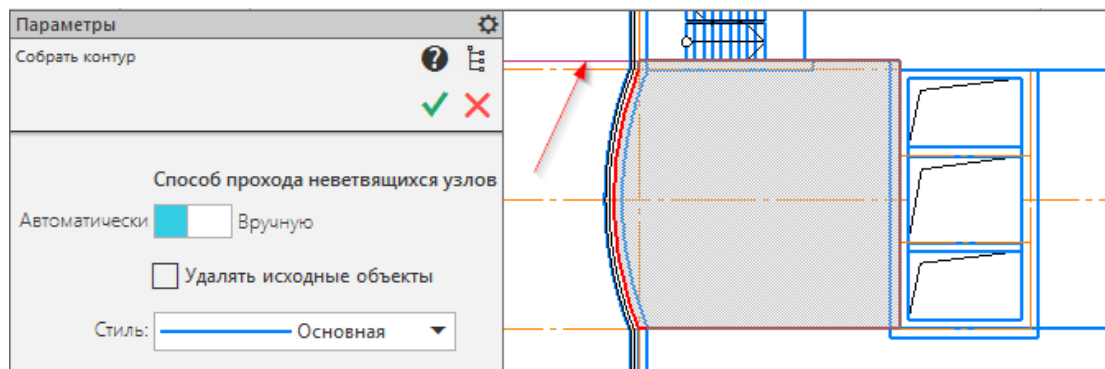 Параметры
Собрать контур
Способ прохода неветвящихся узлов
Автоматически Вручную
Удалять исходные объекты
Стиль: Основная